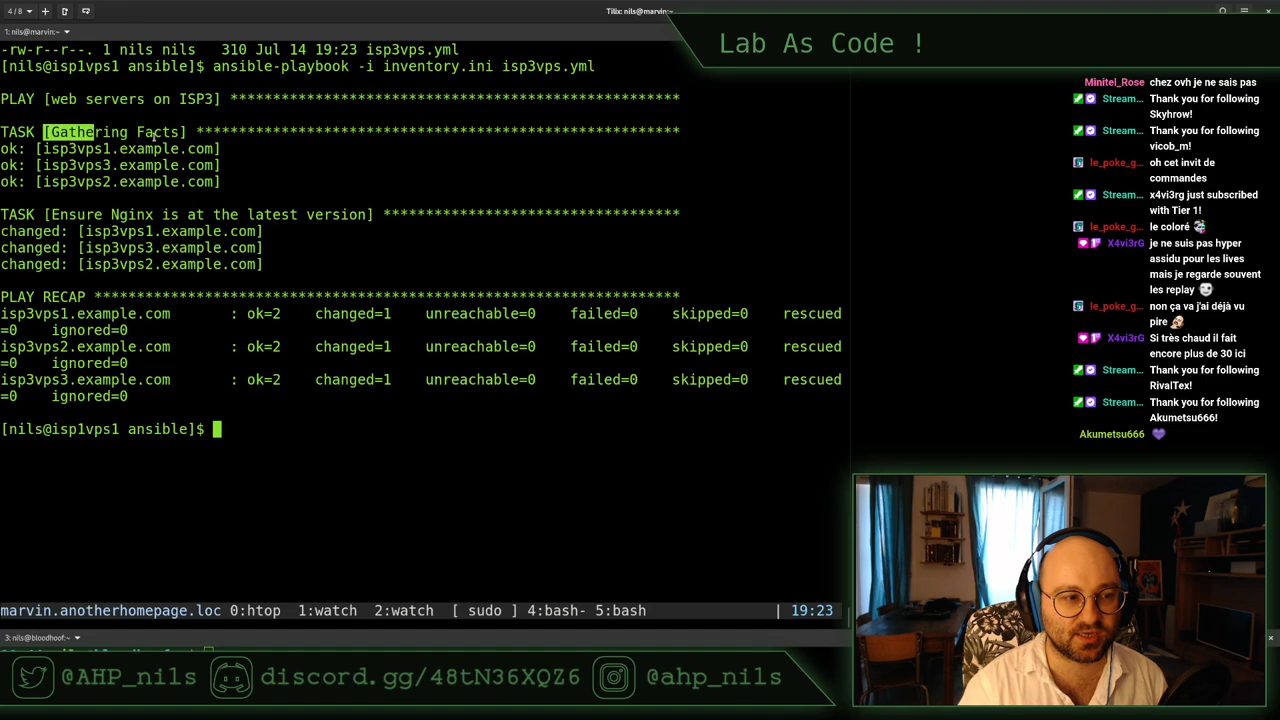 4 / 8
Tilix: nils@marvin:~
1: nils@marvin:~
Lab As Code !
-rw-r--r--. 1 nils nils   310 Jul 14 19:23 isp3vps.yml
[nils@isp1vps1 ansible]$ ansible-playbook -i inventory.ini isp3vps.yml
PLAY [web servers on ISP3] *****************************************************
TASK [Gathering Facts] *********************************************************
ok: [isp3vps1.example.com]
ok: [isp3vps3.example.com]
ok: [isp3vps2.example.com]
TASK [Ensure Nginx is at the latest version] ***********************************
changed: [isp3vps1.example.com]
changed: [isp3vps3.example.com]
changed: [isp3vps2.example.com]
PLAY RECAP *********************************************************************
isp3vps1.example.com       : ok=2    changed=1    unreachable=0    failed=0    skipped=0    rescued
=0    ignored=0
isp3vps2.example.com       : ok=2    changed=1    unreachable=0    failed=0    skipped=0    rescued
=0    ignored=0
isp3vps3.example.com       : ok=2    changed=1    unreachable=0    failed=0    skipped=0    rescued
=0    ignored=0
[nils@isp1vps1 ansible]$
marvin.anotherhomepage.loc 0:htop  1:watch  2:watch  [ sudo ] 4:bash- 5:bash | 19:23
3: nils@bloodhoof:~
Minitel_Rose chez ovh je ne sais pas
Stream... Thank you for following
Skyhrow!
Stream... Thank you for following
vicob_m!
le_poke_g... oh cet invit de
commandes
Stream... x4vi3rg just subscribed
with Tier 1!
le_poke_g... le coloré
X4vi3rG je ne suis pas hyper
assidu pour les lives
mais je regarde souvent
les replay
le_poke_g... non ça va j'ai déjà vu
pire
X4vi3rG Si très chaud il fait
encore plus de 30 ici
Stream... Thank you for following
RivalTex!
Stream... Thank you for following
Akumetsu666!
Akumetsu666
@AHP_nils discord.gg/48tN36XQZ6 @ahp_nils